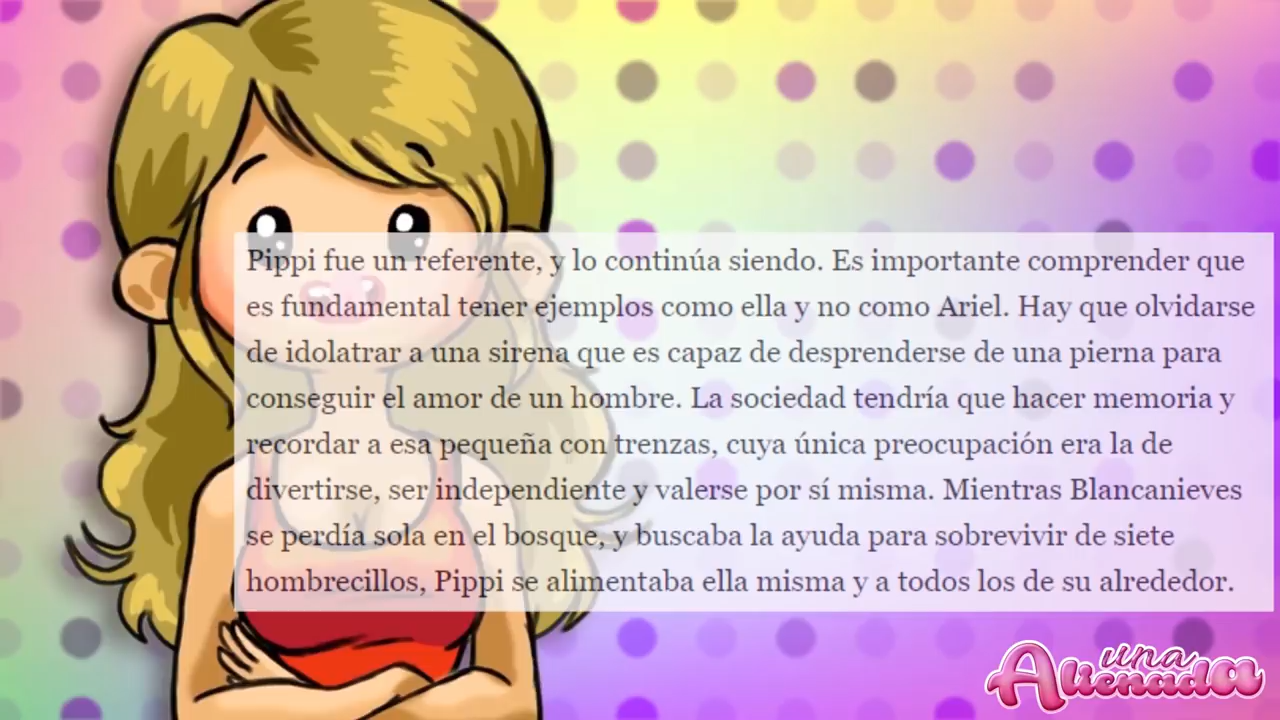 Pippi fue un referente, y lo continúa siendo. Es importante comprender que
es fundamental tener ejemplos como ella y no como Ariel. Hay que olvidarse
de idolatrar a una sirena que es capaz de desprenderse de una pierna para
conseguir el amor de un hombre. La sociedad tendría que hacer memoria y
recordar a esa pequeña con trenzas, cuya única preocupación era la de
divertirse, ser independiente y valerse por sí misma. Mientras Blancanieves
se perdía sola en el bosque, y buscaba la ayuda para sobrevivir de siete
hombrecillos, Pippi se alimentaba ella misma y a todos los de su alrededor.
una
Alienada